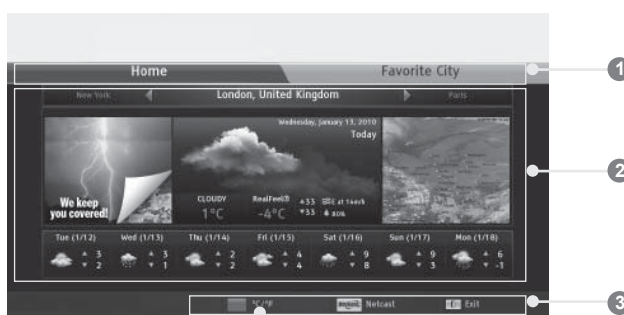 Home
Favorite City
1
New York
London, United Kingdom
Paris
Wednesday, January 13, 2010
Today
We keep
you covered!
CLOUDY
1°C
RealFeel®
-4°C
2
Tue (1/12)
3
2
Wed (1/13)
3
1
Thu (1/14)
2
2
Fri (1/15)
4
4
Sat (1/16)
9
8
Sun (1/17)
9
3
Mon (1/18)
6
-1
°C/°F
Netcast
Exit
3